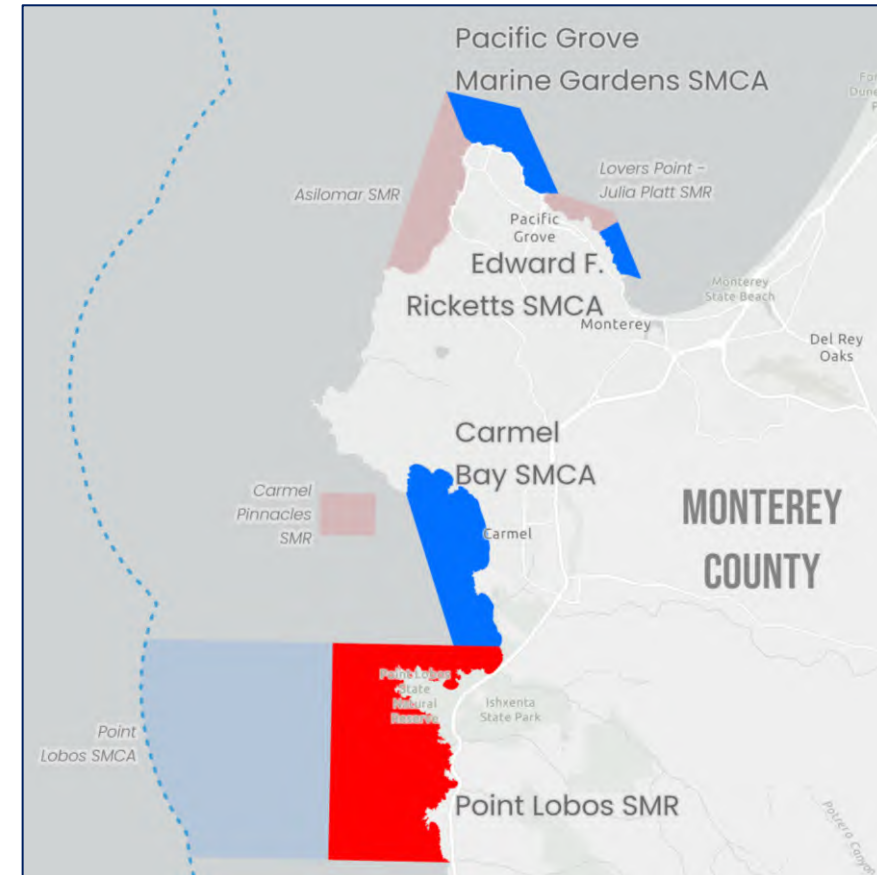 Pacific Grove
Marine Gardens SMCA
Lovers Point -
Julia Platt SMR
Asilomar SMR
Pacific
Grove
Edward F.
Ricketts SMCA
Monterey
Monterey
State Beach
Del Rey
Oaks
Carmel
Bay SMCA
Carmel
Pinnacles
SMR
Carmel
MONTEREY
COUNTY
Point Lobos
State
Natural
Reserve
Ishxenta
State Park
Point
Lobos SMCA
Point Lobos SMR
Potrero Canyon